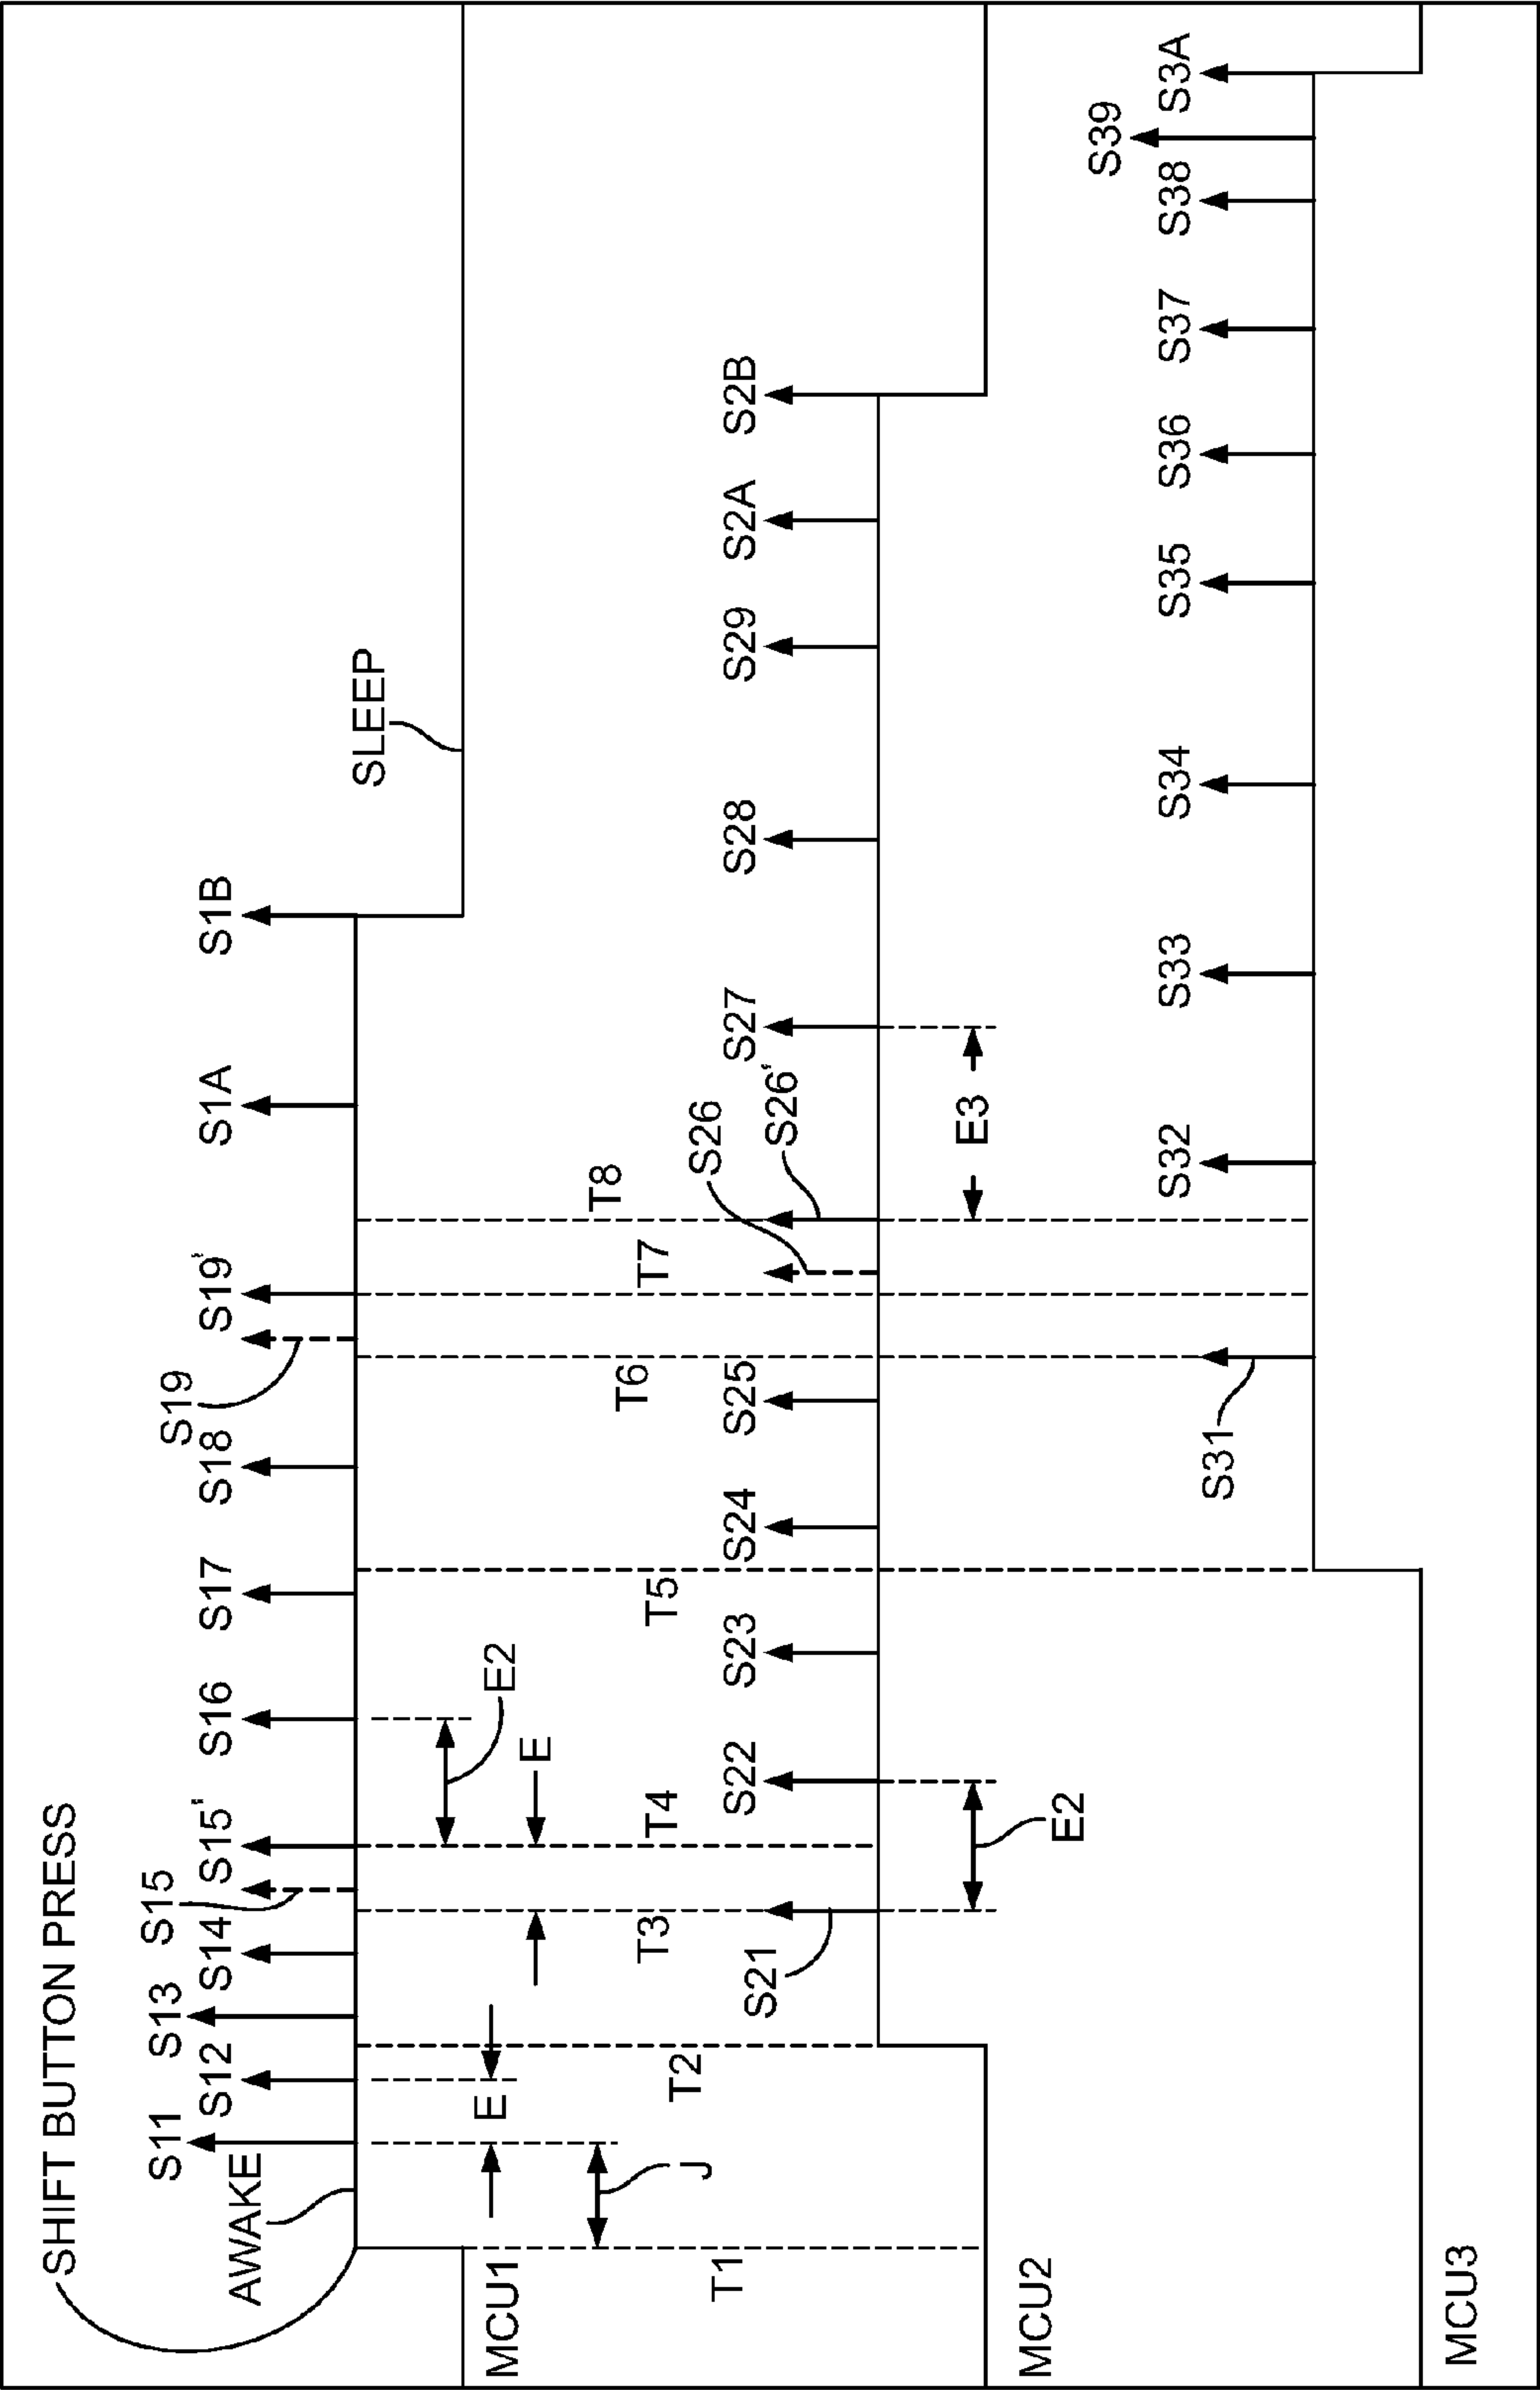 SHIFT BUTTON PRESS
S11
S12
S13
S14
S15
S15'
S16
S17
S18
S19
S19'
S1A
S1B
AWAKE
SLEEP
E
E
E2
J
MCU1
T1
T2
T3
T4
T5
T6
T7
T8
S21
S22
S23
S24
S25
S26
S26'
S27
S28
S29
S2A
S2B
E2
E3
MCU2
S31
S32
S33
S34
S35
S36
S37
S38
S39
S3A
MCU3